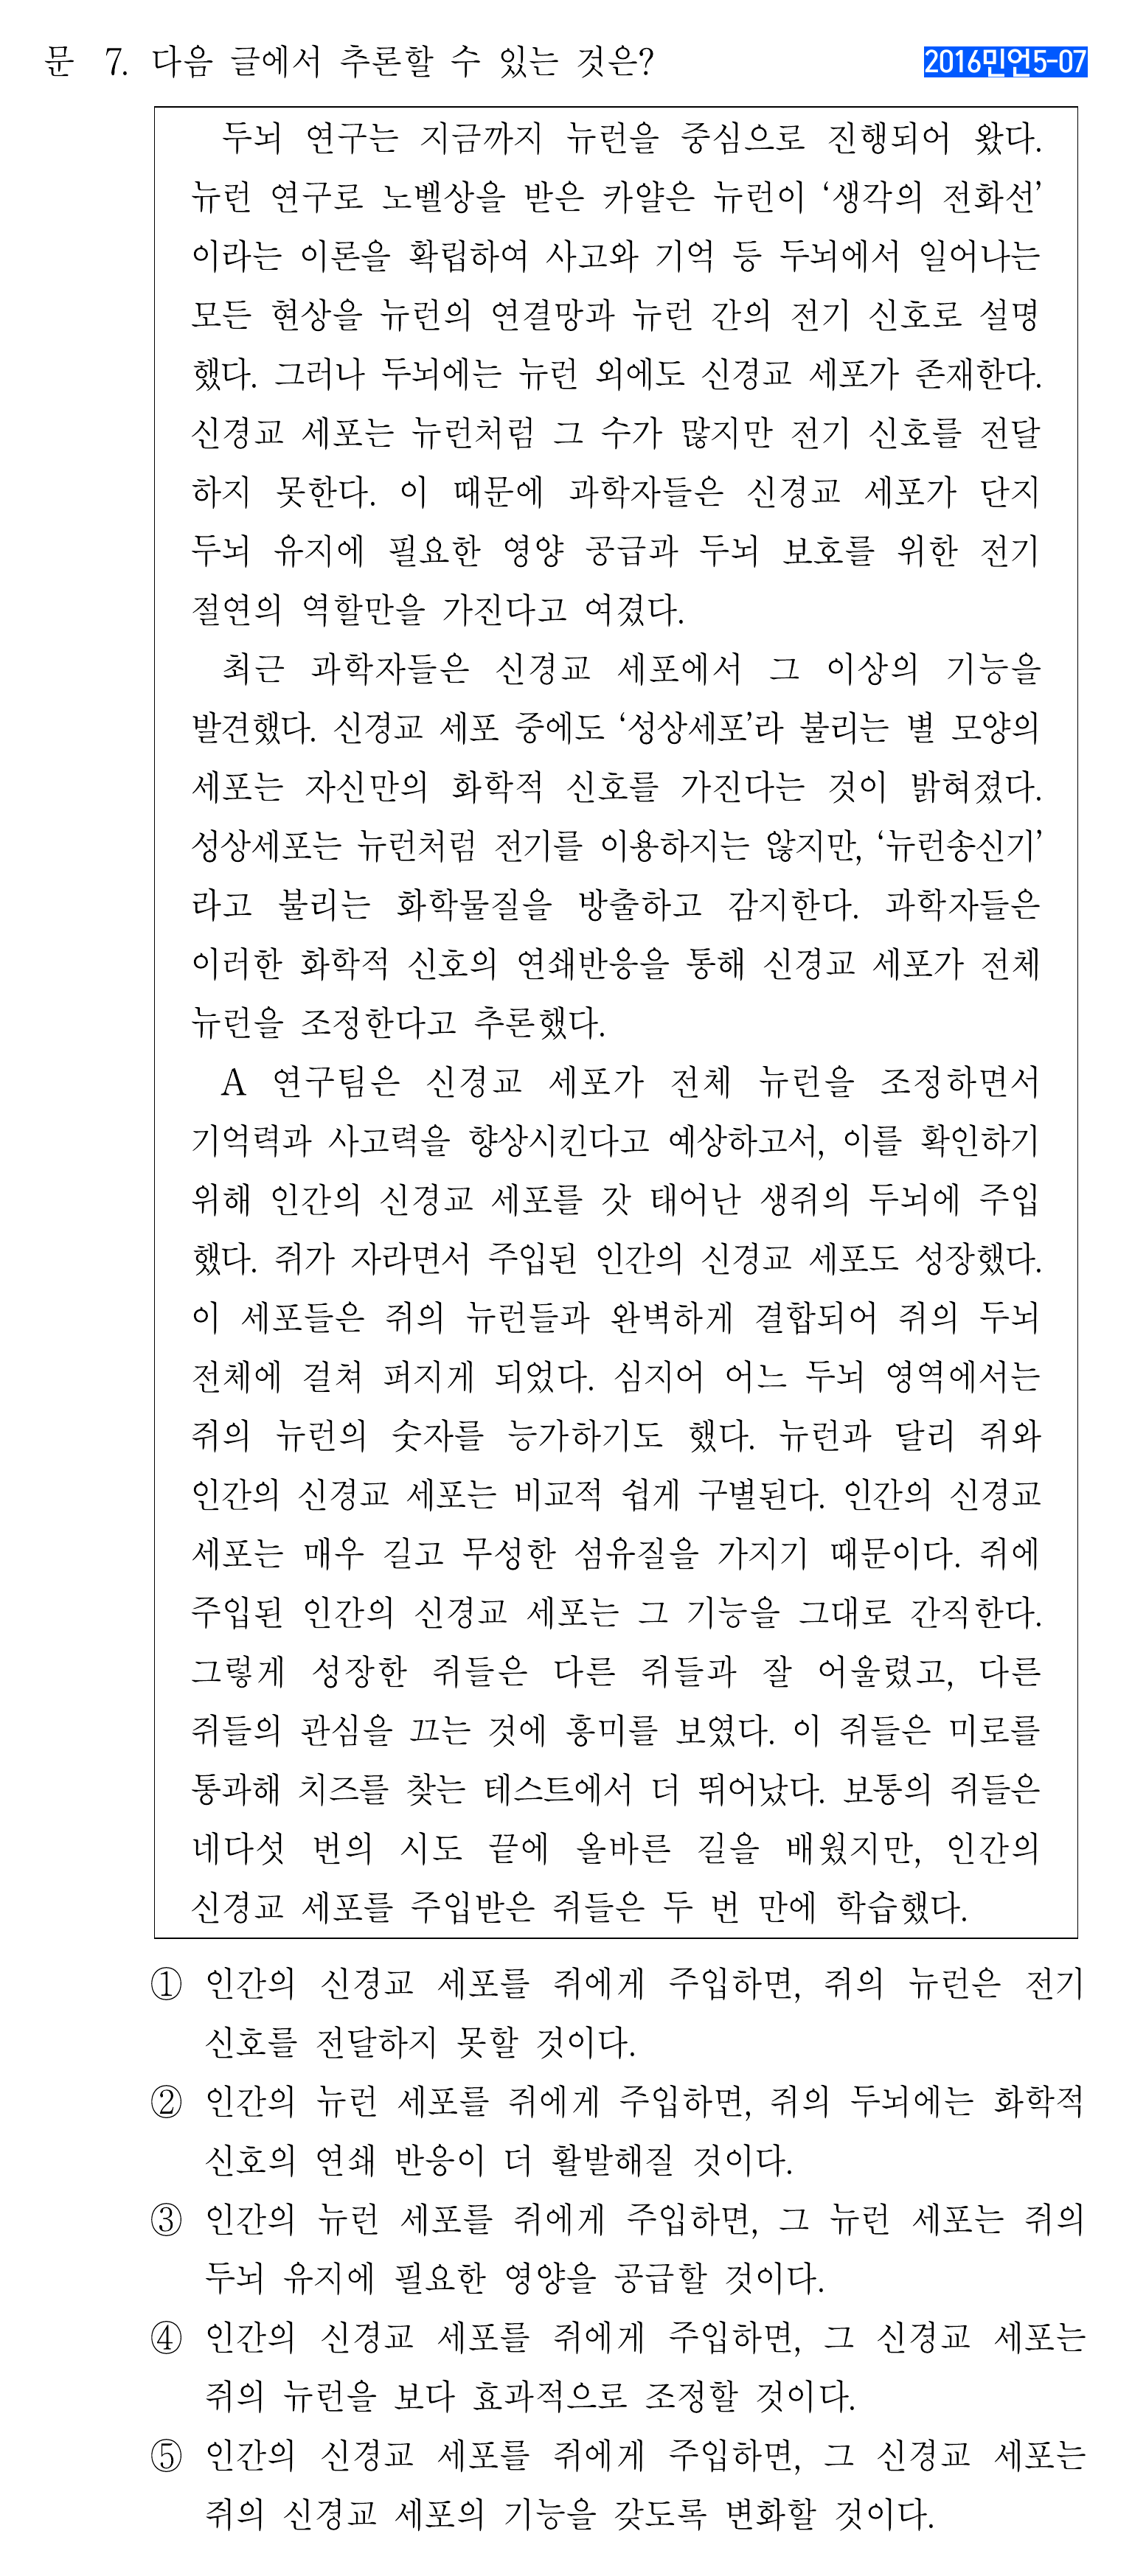 문 7. 다음 글에서 추론할 수 있는 것은?
2016민언5-07
두뇌 연구는 지금까지 뉴런을 중심으로 진행되어 왔다.
뉴런 연구로 노벨상을 받은 카얄은 뉴런이 ‘생각의 전화선’
이라는 이론을 확립하여 사고와 기억 등 두뇌에서 일어나는
모든 현상을 뉴런의 연결망과 뉴런 간의 전기 신호로 설명
했다. 그러나 두뇌에는 뉴런 외에도 신경교 세포가 존재한다.
신경교 세포는 뉴런처럼 그 수가 많지만 전기 신호를 전달
하지 못한다. 이 때문에 과학자들은 신경교 세포가 단지
두뇌 유지에 필요한 영양 공급과 두뇌 보호를 위한 전기
절연의 역할만을 가진다고 여겼다.
최근 과학자들은 신경교 세포에서 그 이상의 기능을
발견했다. 신경교 세포 중에도 ‘성상세포’라 불리는 별 모양의
세포는 자신만의 화학적 신호를 가진다는 것이 밝혀졌다.
성상세포는 뉴런처럼 전기를 이용하지는 않지만, ‘뉴런송신기’
라고 불리는 화학물질을 방출하고 감지한다. 과학자들은
이러한 화학적 신호의 연쇄반응을 통해 신경교 세포가 전체
뉴런을 조정한다고 추론했다.
A 연구팀은 신경교 세포가 전체 뉴런을 조정하면서
기억력과 사고력을 향상시킨다고 예상하고서, 이를 확인하기
위해 인간의 신경교 세포를 갓 태어난 생쥐의 두뇌에 주입
했다. 쥐가 자라면서 주입된 인간의 신경교 세포도 성장했다.
이 세포들은 쥐의 뉴런들과 완벽하게 결합되어 쥐의 두뇌
전체에 걸쳐 퍼지게 되었다. 심지어 어느 두뇌 영역에서는
쥐의 뉴런의 숫자를 능가하기도 했다. 뉴런과 달리 쥐와
인간의 신경교 세포는 비교적 쉽게 구별된다. 인간의 신경교
세포는 매우 길고 무성한 섬유질을 가지기 때문이다. 쥐에
주입된 인간의 신경교 세포는 그 기능을 그대로 간직한다.
그렇게 성장한 쥐들은 다른 쥐들과 잘 어울렸고, 다른
쥐들의 관심을 끄는 것에 흥미를 보였다. 이 쥐들은 미로를
통과해 치즈를 찾는 테스트에서 더 뛰어났다. 보통의 쥐들은
네다섯 번의 시도 끝에 올바른 길을 배웠지만, 인간의
신경교 세포를 주입받은 쥐들은 두 번 만에 학습했다.
① 인간의 신경교 세포를 쥐에게 주입하면, 쥐의 뉴런은 전기
신호를 전달하지 못할 것이다.
② 인간의 뉴런 세포를 쥐에게 주입하면, 쥐의 두뇌에는 화학적
신호의 연쇄 반응이 더 활발해질 것이다.
③ 인간의 뉴런 세포를 쥐에게 주입하면, 그 뉴런 세포는 쥐의
두뇌 유지에 필요한 영양을 공급할 것이다.
④ 인간의 신경교 세포를 쥐에게 주입하면, 그 신경교 세포는
쥐의 뉴런을 보다 효과적으로 조정할 것이다.
⑤ 인간의 신경교 세포를 쥐에게 주입하면, 그 신경교 세포는
쥐의 신경교 세포의 기능을 갖도록 변화할 것이다.